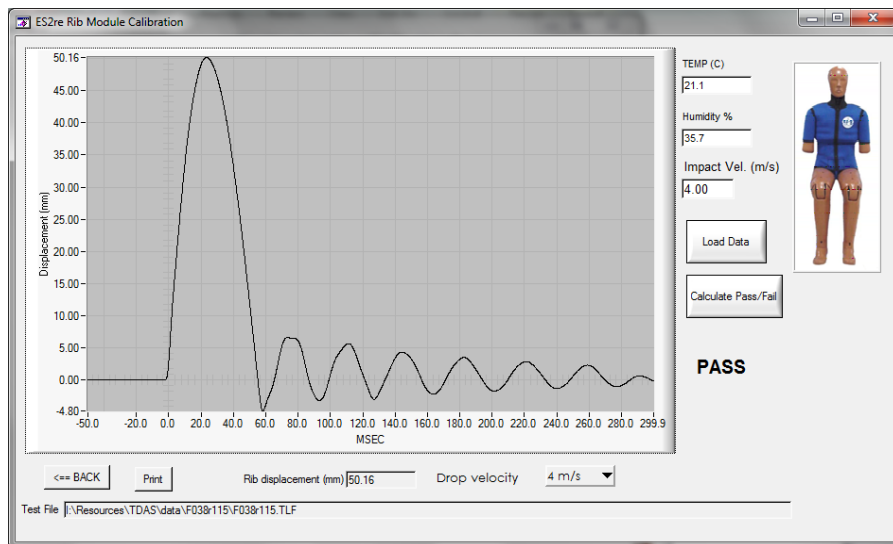 ES2re Rib Module Calibration
50.16
45.00
40.00
35.00
30.00
25.00
20.00
15.00
10.00
5.00
0.00
-4.80
Displacement (mm)
-50.0 -20.0 0.0 20.0 40.0 60.0 80.0 100.0 120.0 140.0 160.0 180.0 200.0 220.0 240.0 260.0 280.0 299.9
MSEC
TEMP (C)
21.1
Humidity %
35.7
Impact Vel. (m/s)
4.00
Load Data
Calculate Pass/Fail
PASS
<== BACK
Print
Rib displacement (mm) 50.16
Drop velocity 4 m/s
Test File I:\Resources\TDAS\data\F038r115\F038r115.TLF